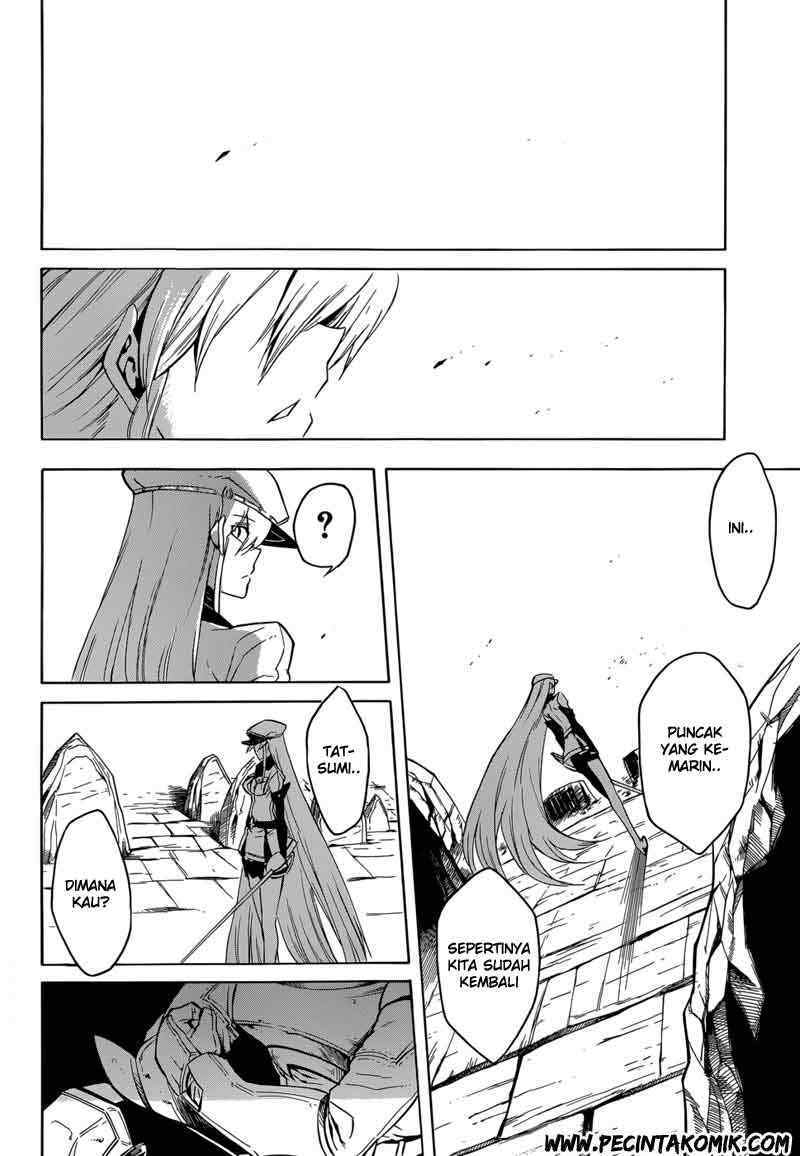 ?
INI..
PUNCAK
YANG KE-
MARIN..
SEPERTINYA
KITA SUDAH
KEMBALI
TAT-
SUMI..
DIMANA
KAU?
WWW.PECINTAKOMIK.COM